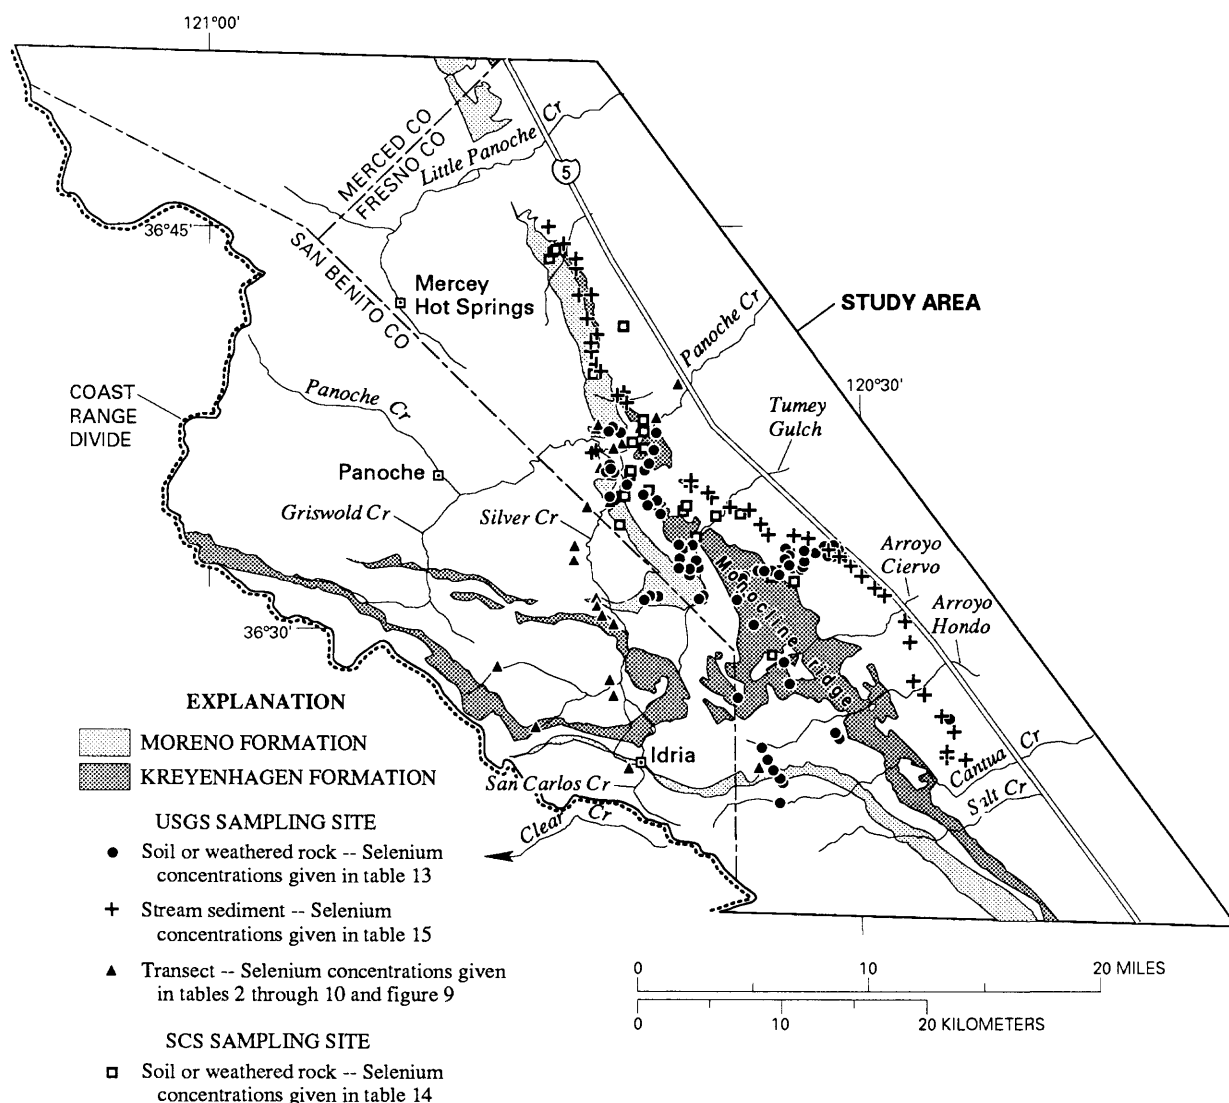 121°00'
MERCED CO
FRESNO CO
Little Panoche Cr
5
36°45'
SAN BENITO CO
Mercey
Hot Springs
STUDY AREA
Panoche Cr
COAST
RANGE
DIVIDE
Panoche Cr
120°30'
Tumey
Gulch
Panoche
Griswold Cr
Silver Cr
Arroyo
Ciervo
Monocline ridge
Arroyo
Hondo
36°30'
Idria
San Carlos Cr
Clear Cr
Cantua Cr
Salt Cr
EXPLANATION
MORENO FORMATION
KREYENHAGEN FORMATION
USGS SAMPLING SITE
Soil or weathered rock -- Selenium
concentrations given in table 13
Stream sediment -- Selenium
concentrations given in table 15
Transect -- Selenium concentrations given
in tables 2 through 10 and figure 9
SCS SAMPLING SITE
Soil or weathered rock -- Selenium
concentrations given in table 14
0 10 20 MILES
0 10 20 KILOMETERS